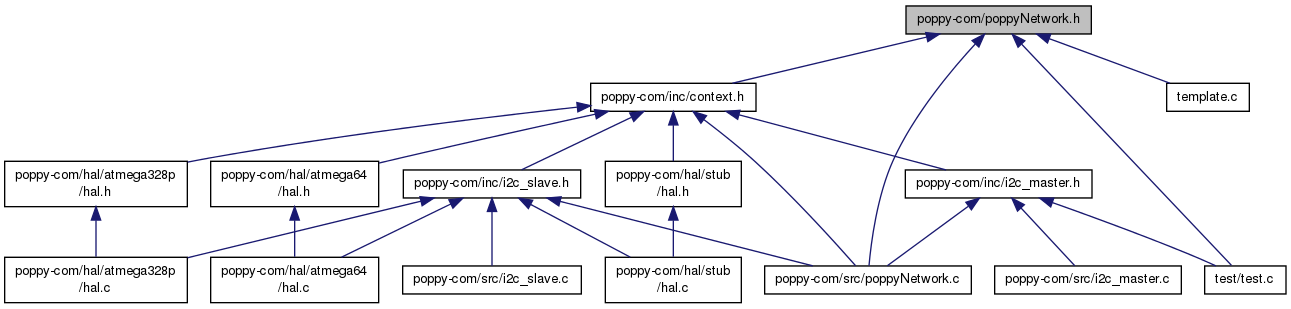 poppy-com/poppyNetwork.h
poppy-com/inc/context.h
template.c
poppy-com/hal/atmega328p
/hal.h
poppy-com/hal/atmega64
/hal.h
poppy-com/inc/i2c_slave.h
poppy-com/hal/stub
/hal.h
poppy-com/inc/i2c_master.h
poppy-com/hal/atmega328p
/hal.c
poppy-com/hal/atmega64
/hal.c
poppy-com/src/i2c_slave.c
poppy-com/hal/stub
/hal.c
poppy-com/src/poppyNetwork.c
poppy-com/src/i2c_master.c
test/test.c